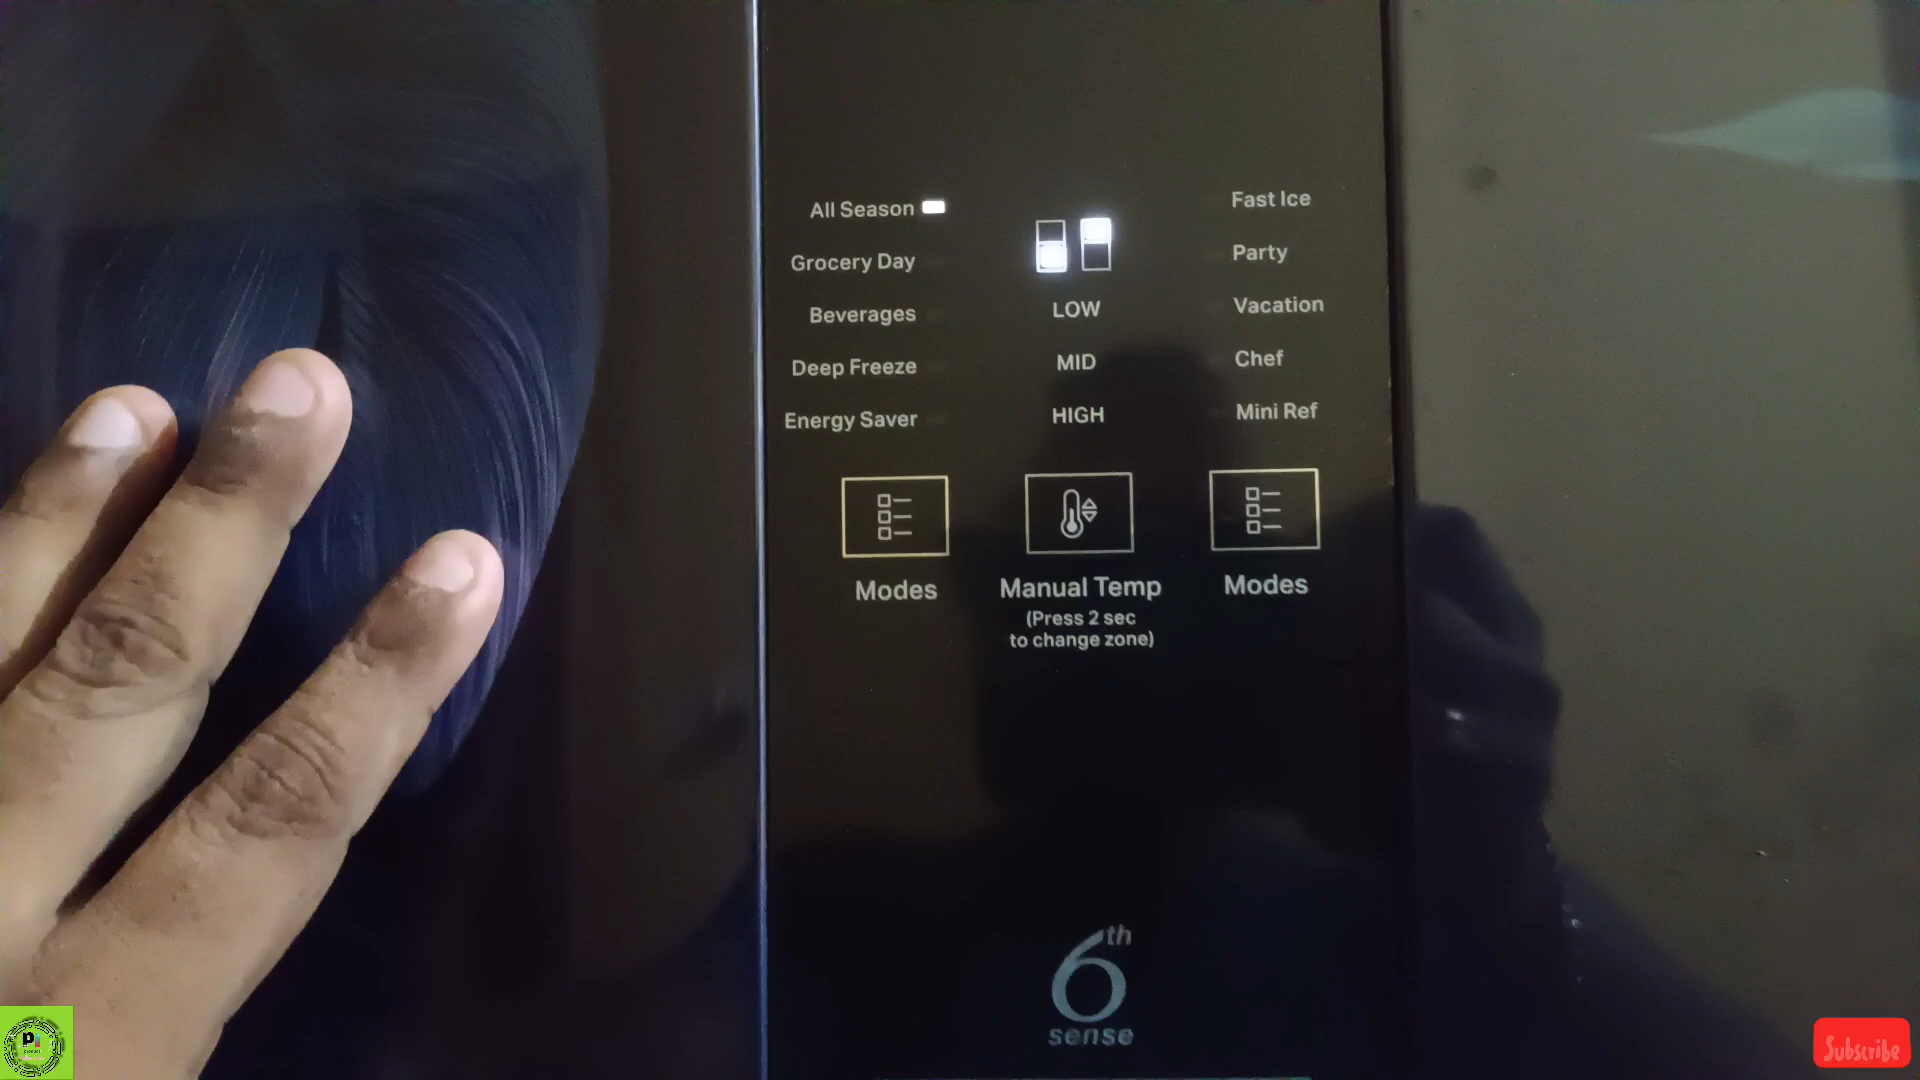 All Season
Grocery Day
Beverages
Deep Freeze
Energy Saver
Modes
LOW
MID
HIGH
Manual Temp
(Press 2 sec
to change zone)
Fast Ice
Party
Vacation
Chef
Mini Ref
Modes
6th
sense
Subscribe